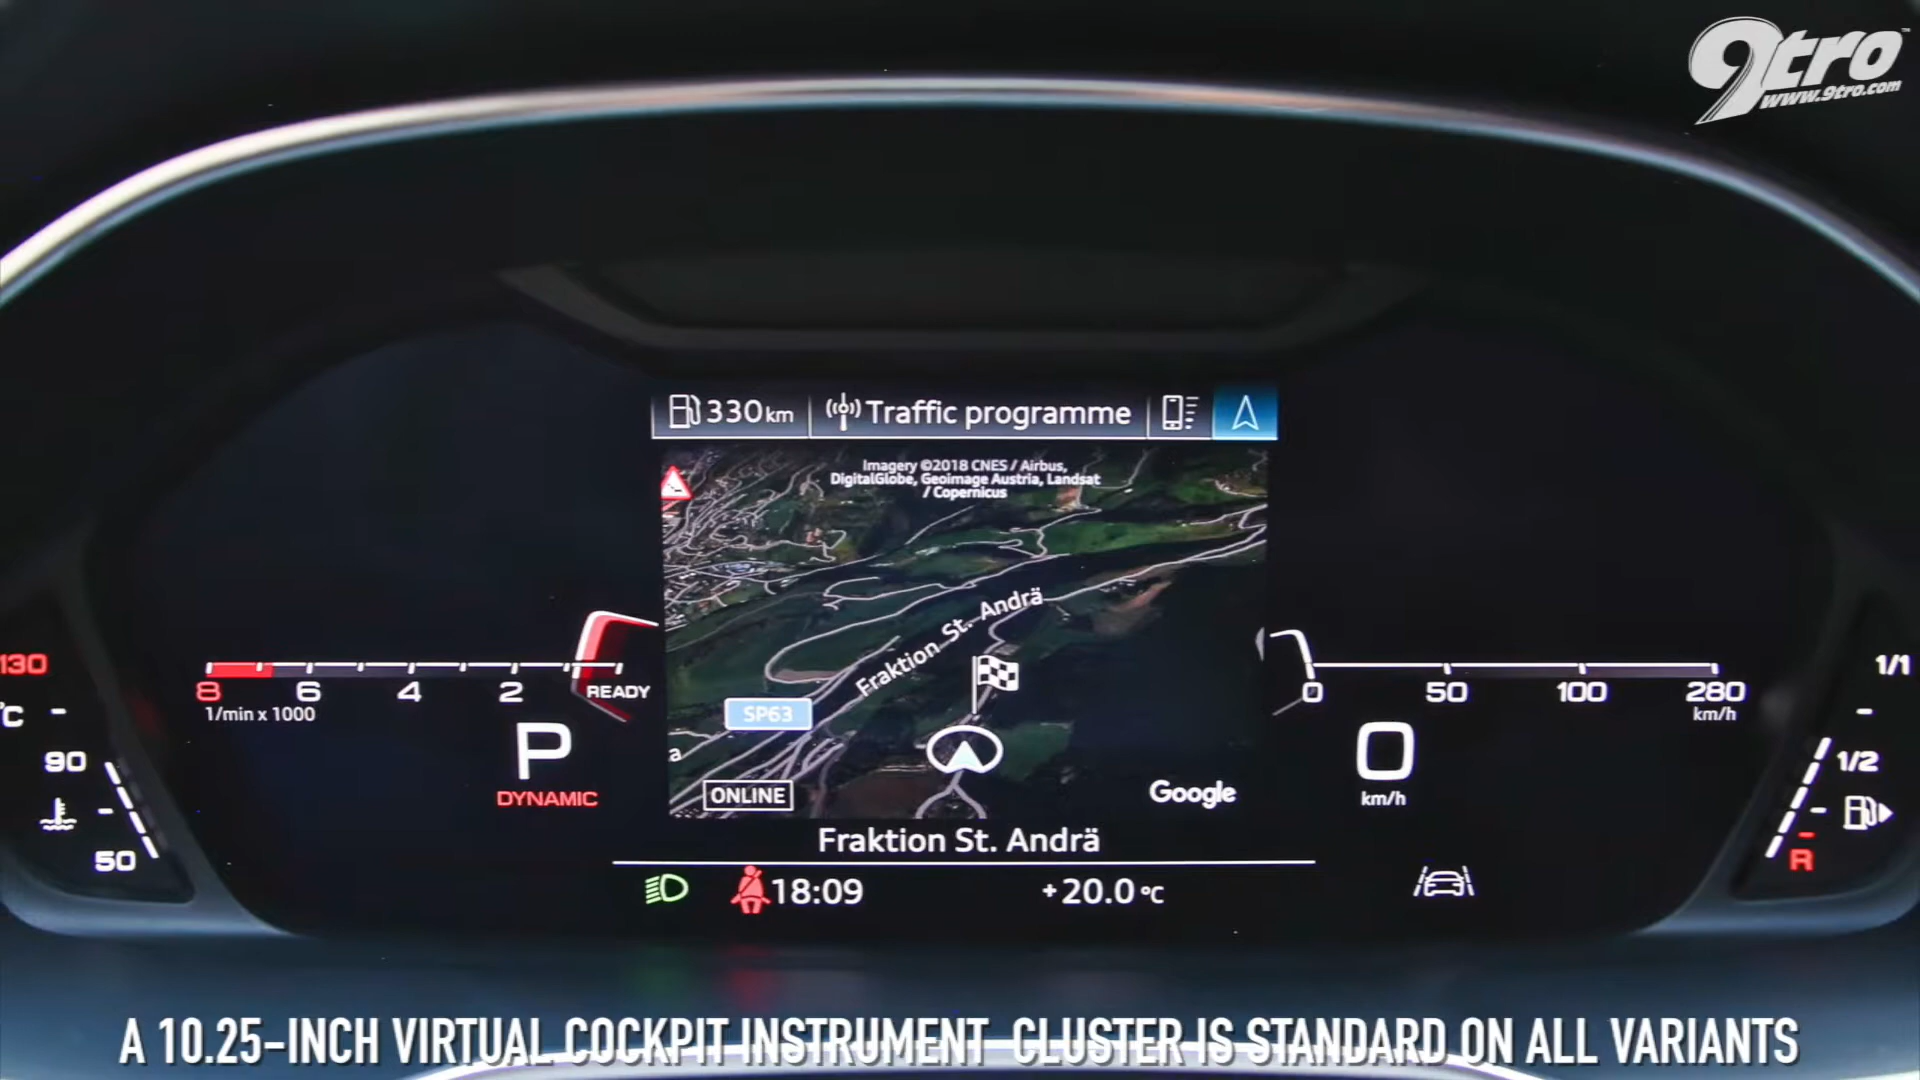 9tro
www.9tro.com
330 km
Traffic programme
Imagery ©2018 CNES / Airbus,
DigitalGlobe, Geoimage Austria, Landsat
/ Copernicus
Fraktion St. Andrä
SP63
a
ONLINE
Google
Fraktion St. Andrä
18:09
+20.0 °C
8 6 4 2 READY
1/min x 1000
P
DYNAMIC
0 50 100 280
km/h
0
km/h
130
°C
90
50
1/1
1/2
R
A 10.25-INCH VIRTUAL COCKPIT INSTRUMENT CLUSTER IS STANDARD ON ALL VARIANTS